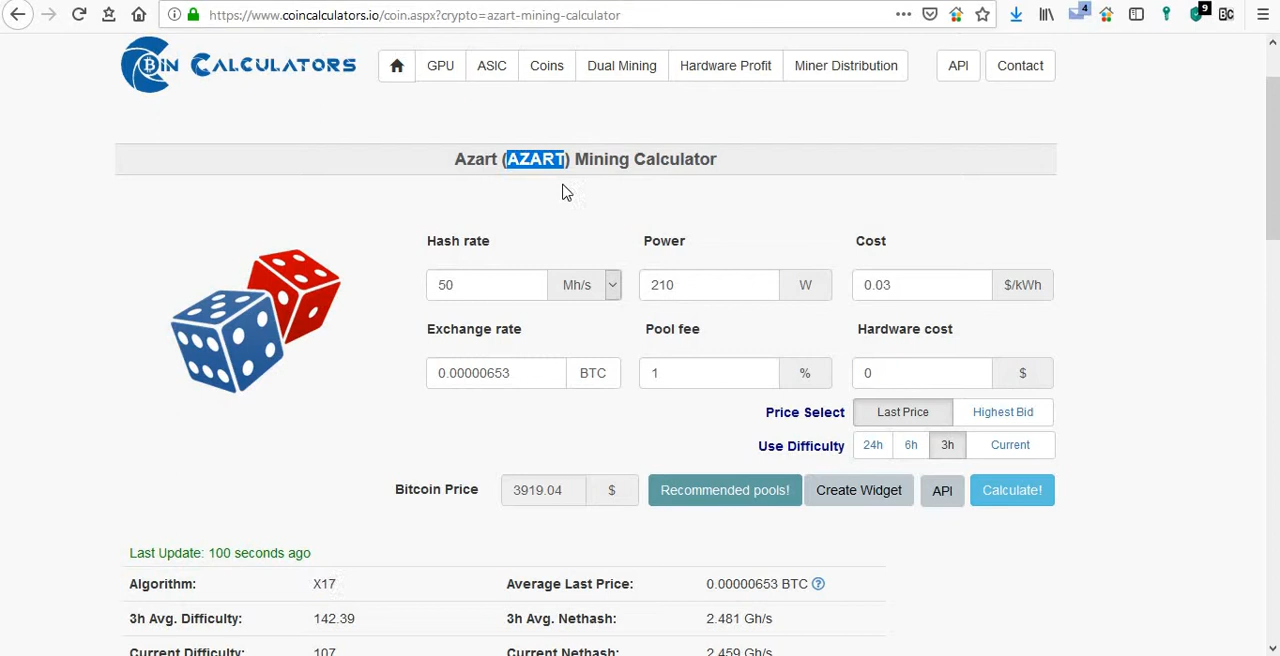 https://www.coincalculators.io/coin.aspx?crypto=azart-mining-calculator
4
9
BC
COIN CALCULATORS
GPU ASIC Coins Dual Mining Hardware Profit Miner Distribution API Contact
Azart (AZART) Mining Calculator
Hash rate Power Cost
50 Mh/s 210 W 0.03 $/kWh
Exchange rate Pool fee Hardware cost
0.00000653 BTC 1 % 0 $
Price Select Last Price Highest Bid
Use Difficulty 24h 6h 3h Current
Bitcoin Price 3919.04 $ Recommended pools! Create Widget API Calculate!
Last Update: 100 seconds ago
Algorithm: X17 Average Last Price: 0.00000653 BTC ?
3h Avg. Difficulty: 142.39 3h Avg. Nethash: 2.481 Gh/s
Current Difficulty: 107 Current Nethash: 2.459 Gh/s